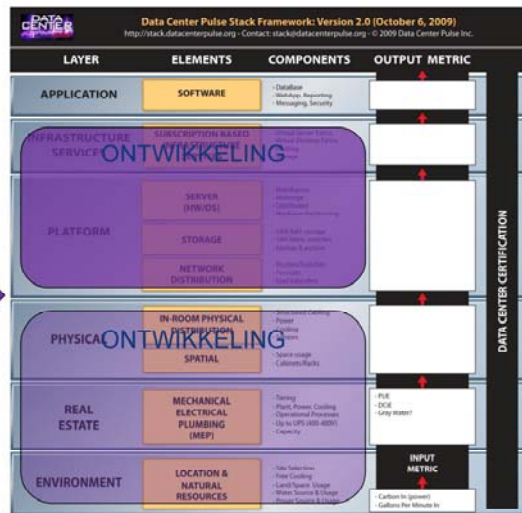 DATA CENTER PULSE
Data Center Pulse Stack Framework: Version 2.0 (October 6, 2009)
http://stack.datacenterpulse.org - Contact: stack@datacenterpulse.org - © 2009 Data Center Pulse Inc.
LAYER ELEMENTS COMPONENTS OUTPUT METRIC
APPLICATION
SOFTWARE
- DataBase
- WebApp, Reporting
- Messaging, Security
INFRASTRUCTURE
SERVICES
SUBSCRIPTION BASED
INFRASTRUCTURE
ONTWIKKELING
PLATFORM
SERVER
(HW/OS)
STORAGE
NETWORK
DISTRIBUTION
PHYSICAL
IN-ROOM PHYSICAL
DISTRIBUTION
- Power
ONTWIKKELING
SPATIAL
- Space usage
- Cabinets/Racks
REAL
ESTATE
MECHANICAL
ELECTRICAL
PLUMBING
(MEP)
- Plant, Power, Cooling
- Operational Processes
- Up to UPS (400-480V)
- Capacity
- PUE
- DCiE
- Gray Water?
ENVIRONMENT
LOCATION &
NATURAL
RESOURCES
- Site Selection
- Free Cooling
- Land/Space Usage
- Water Source & Usage
- Power Source & Usage
INPUT
METRIC
- Carbon In (power)
- Gallons Per Minute In
DATA CENTER CERTIFICATION